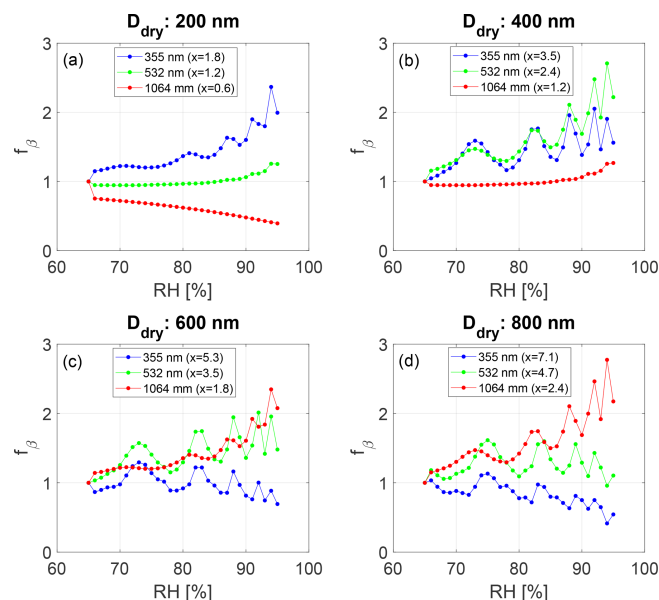 D_dry: 200 nm
(a)
355 nm (x=1.8)
532 nm (x=1.2)
1064 mm (x=0.6)
3
2
1
0
f_β
60 70 80 90 100
RH [%]
D_dry: 400 nm
(b)
355 nm (x=3.5)
532 nm (x=2.4)
1064 mm (x=1.2)
3
2
1
0
f_β
60 70 80 90 100
RH [%]
D_dry: 600 nm
(c)
355 nm (x=5.3)
532 nm (x=3.5)
1064 mm (x=1.8)
3
2
1
0
f_β
60 70 80 90 100
RH [%]
D_dry: 800 nm
(d)
355 nm (x=7.1)
532 nm (x=4.7)
1064 mm (x=2.4)
3
2
1
0
f_β
60 70 80 90 100
RH [%]